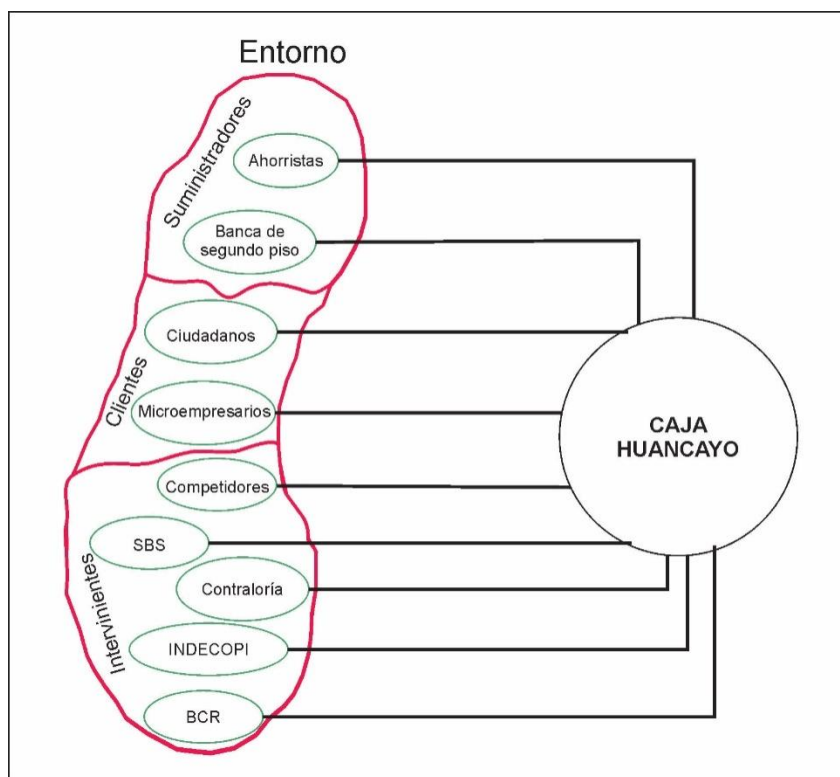 Entorno
Suministradores
Ahorristas
Banca de
segundo piso
Clientes
Ciudadanos
Microempresarios
Intervinientes
Competidores
SBS
Contraloría
INDECOPI
BCR
CAJA
HUANCAYO